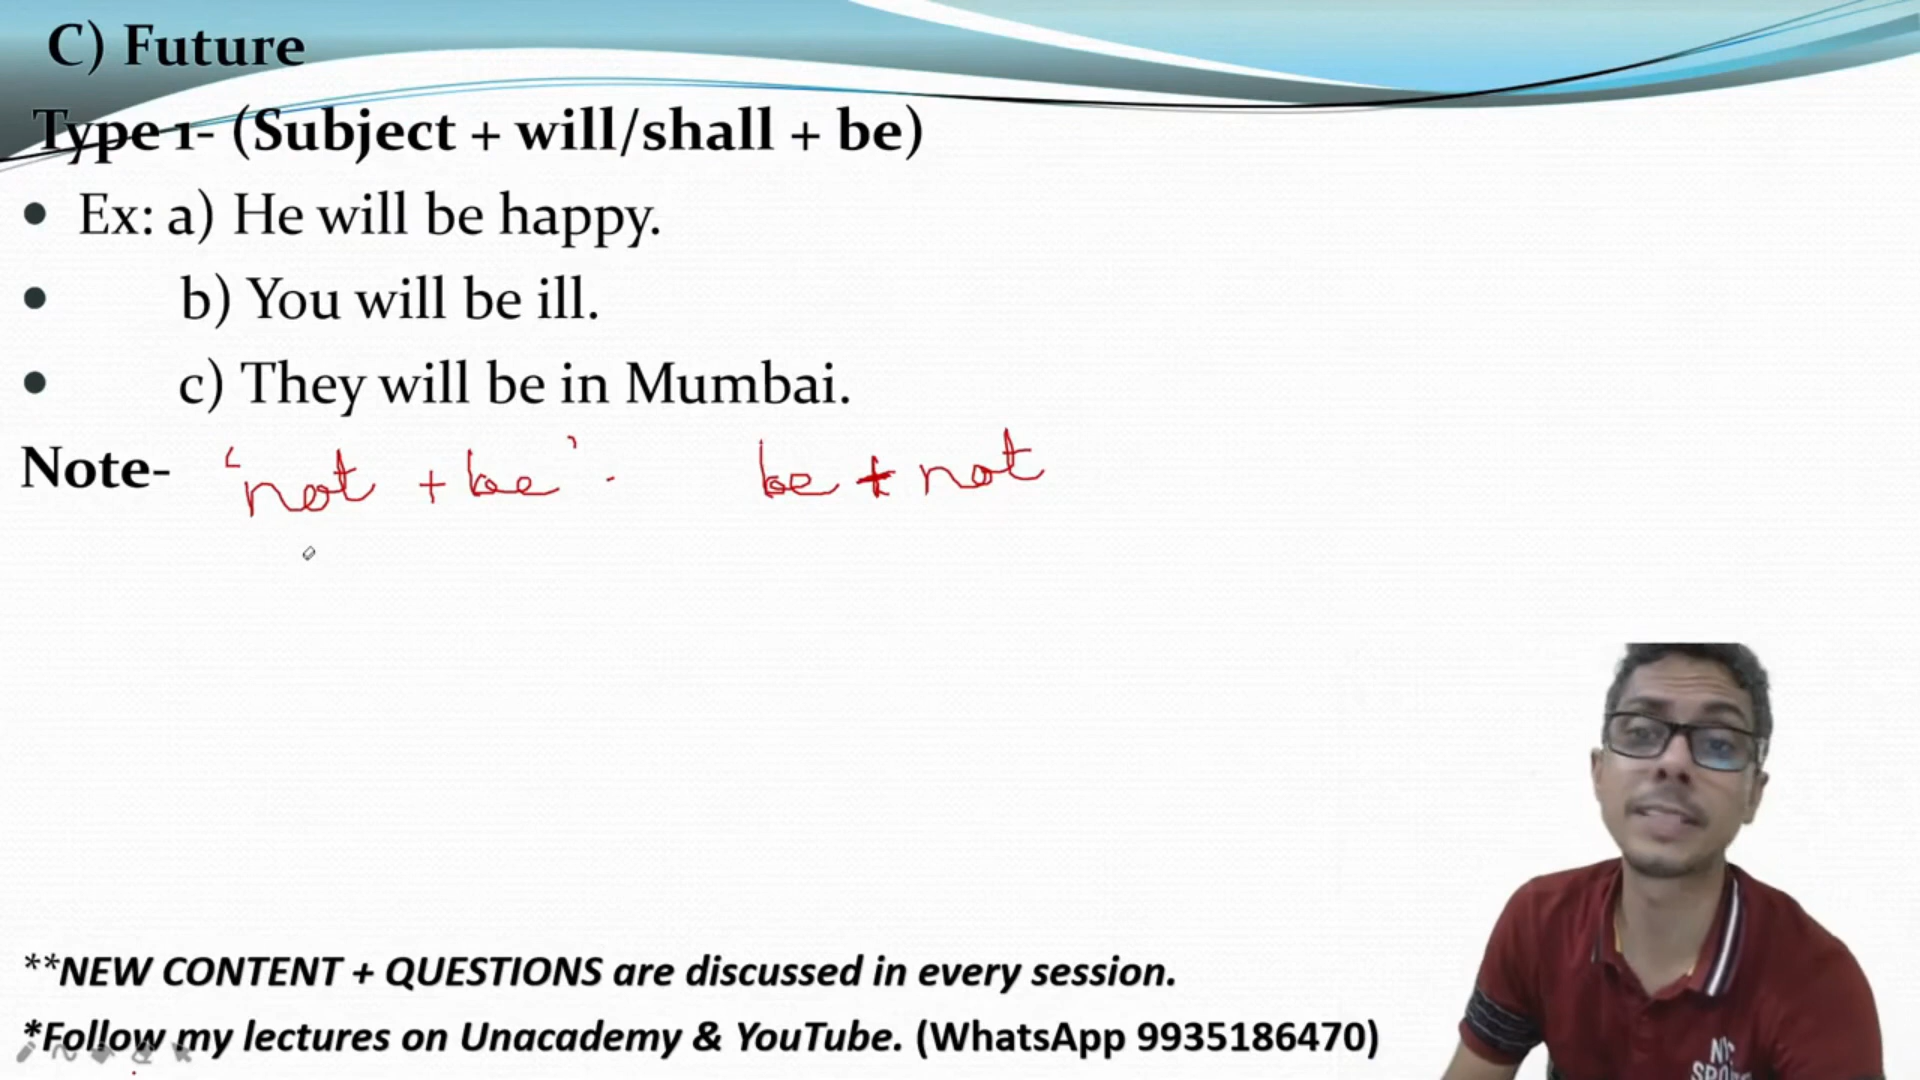 C) Future
Type 1- (Subject + will/shall + be)
• Ex: a) He will be happy.
• b) You will be ill.
• c) They will be in Mumbai.
Note- 'not + be'. be + not
**NEW CONTENT + QUESTIONS are discussed in every session.
*Follow my lectures on Unacademy & YouTube. (WhatsApp 9935186470)